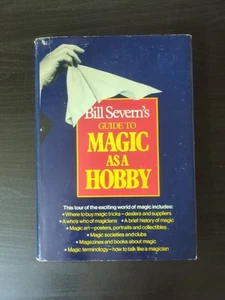 Bill Severn's
GUIDE TO
MAGIC
AS A
HOBBY
This tour of the exciting world of magic includes:
• Where to buy magic tricks – dealers and suppliers
• A who's who of magicians • A brief history of magic
• Magic art – posters, portraits and collectibles
• Magic societies and clubs
• Magazines and books about magic
• Magic terminology – how to talk like a magician